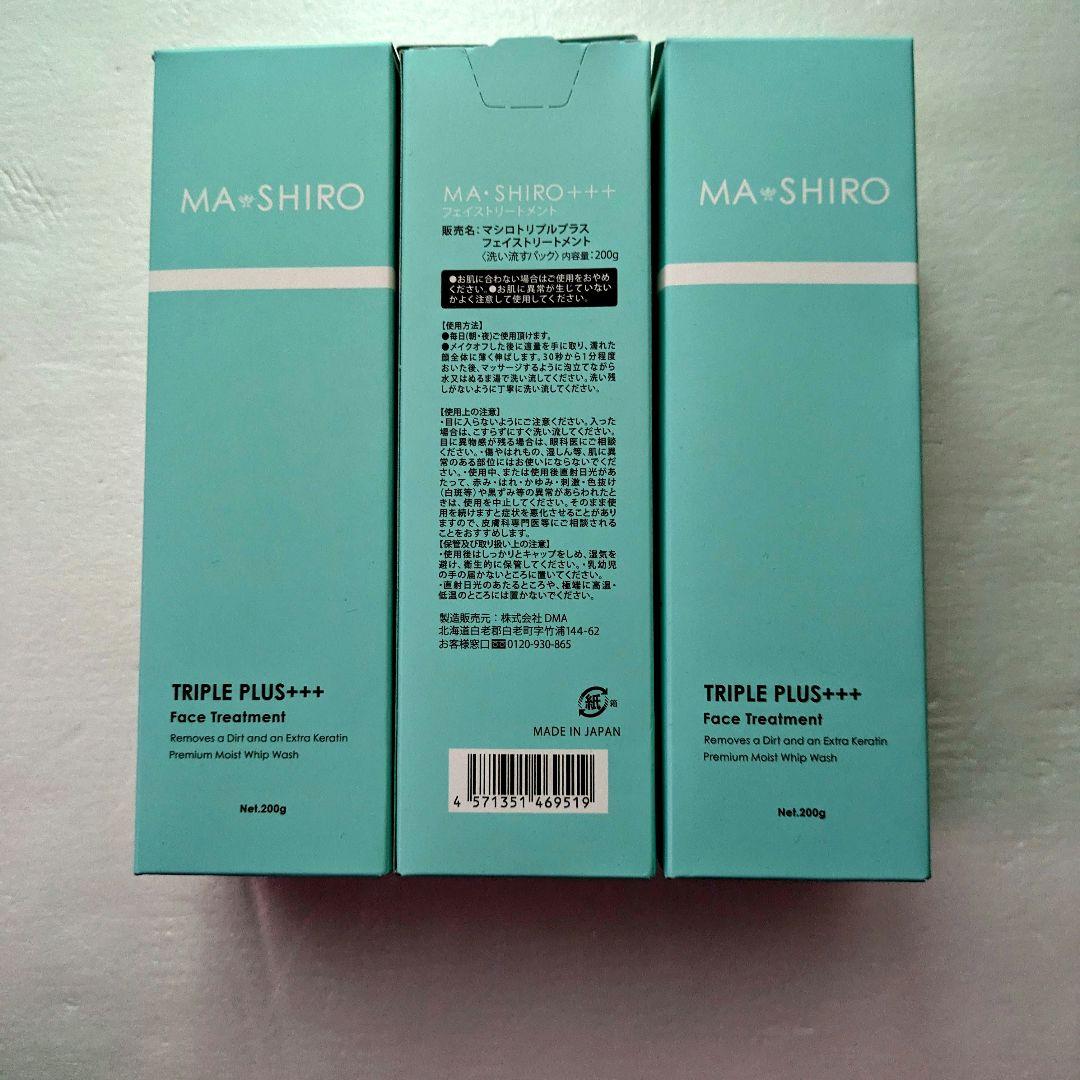 MA SHIRO
TRIPLE PLUS+++
Face Treatment
Removes a Dirt and an Extra Keratin
Premium Moist Whip Wash
Net.200g
MA・SHIRO+++
フェイストリートメント
販売名：マシロトリプルプラス
フェイストリートメント
〈洗い流すパック〉内容量：200g
●お肌に合わない場合はご使用をおやめ
ください。●お肌に異常が生じていない
かよく注意して使用してください。
【使用方法】
●毎日(朝・夜)ご使用頂けます。
●メイクオフした後に適量を手に取り、濡れた
顔全体に薄く伸ばします。30秒から1分程度
おいた後、マッサージするように泡立てながら
水又はぬるま湯で洗い流してください。洗い残
しがないように丁寧に洗い流してください。
【使用上の注意】
・目に入らないようにご注意ください。入った
場合は、こすらずにすぐ洗い流してください。
目に異物感が残る場合は、眼科医にご相談
ください。・傷やはれもの、湿しん等、肌に異
常のある部位にはお使いにならないでくだ
さい。・使用中、または使用後直射日光があ
たって、赤み・はれ・かゆみ・刺激・色抜け
(白斑等)や黒ずみ等の異常があらわれたと
きは、使用を中止してください。そのまま使
用を続けますと症状を悪化させることがあり
ますので、皮膚科専門医等にご相談される
ことをおすすめします。
【保管及び取り扱い上の注意】
・使用後はしっかりとキャップをしめ、湿気を
避け、衛生的に保管してください。・乳幼児
の手の届かないところに置いてください。
・直射日光のあたるところや、極端に高温・
低温のところには置かないでください。
製造販売元：株式会社DMA
北海道白老郡白老町字竹浦144-62
お客様窓口 0120-930-865
紙 箱
MADE IN JAPAN
4 571351 469519
MA SHIRO
TRIPLE PLUS+++
Face Treatment
Removes a Dirt and an Extra Keratin
Premium Moist Whip Wash
Net.200g